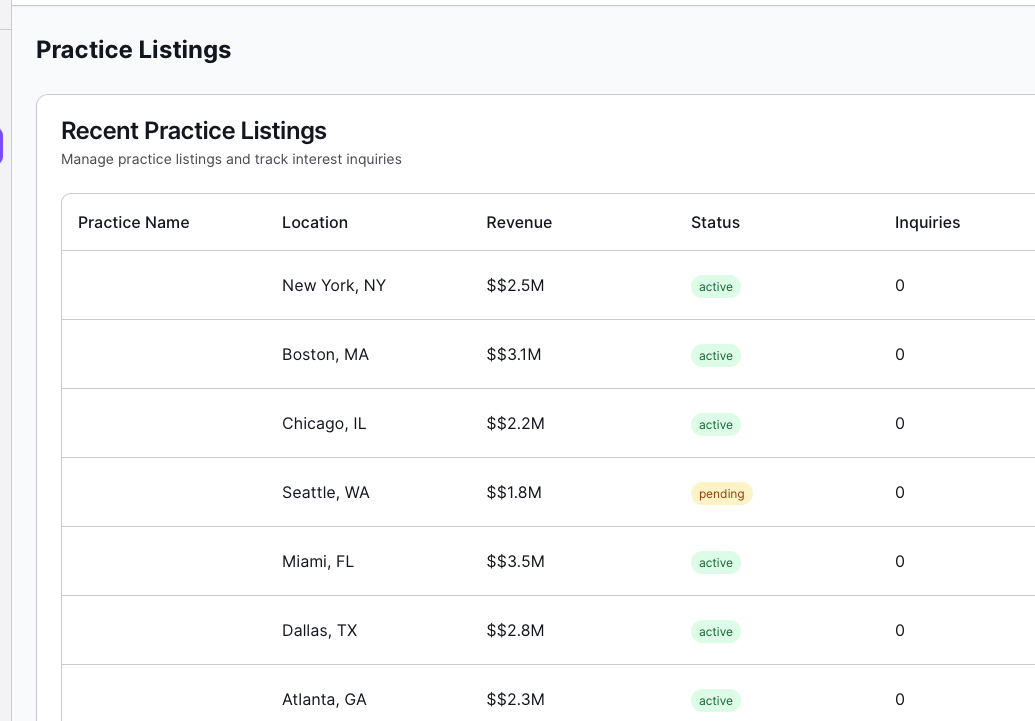 Practice Listings
Recent Practice Listings
Manage practice listings and track interest inquiries
Practice Name Location Revenue Status Inquiries
New York, NY $$2.5M active 0
Boston, MA $$3.1M active 0
Chicago, IL $$2.2M active 0
Seattle, WA $$1.8M pending 0
Miami, FL $$3.5M active 0
Dallas, TX $$2.8M active 0
Atlanta, GA $$2.3M active 0